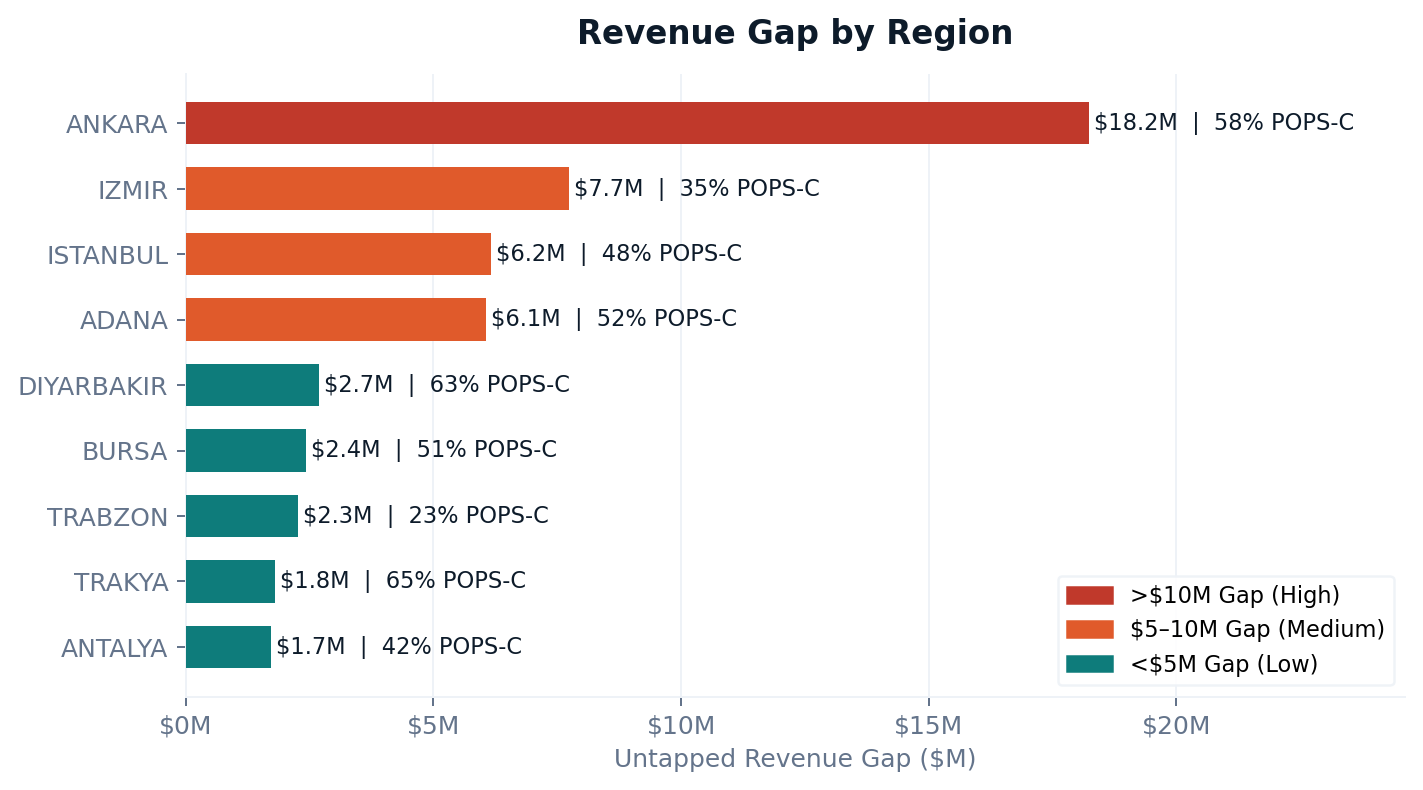 Revenue Gap by Region
ANKARA
$18.2M | 58% POPS-C
IZMIR
$7.7M | 35% POPS-C
ISTANBUL
$6.2M | 48% POPS-C
ADANA
$6.1M | 52% POPS-C
DIYARBAKIR
$2.7M | 63% POPS-C
BURSA
$2.4M | 51% POPS-C
TRABZON
$2.3M | 23% POPS-C
TRAKYA
$1.8M | 65% POPS-C
ANTALYA
$1.7M | 42% POPS-C
>$10M Gap (High)
$5–10M Gap (Medium)
<$5M Gap (Low)
$0M $5M $10M $15M $20M
Untapped Revenue Gap ($M)